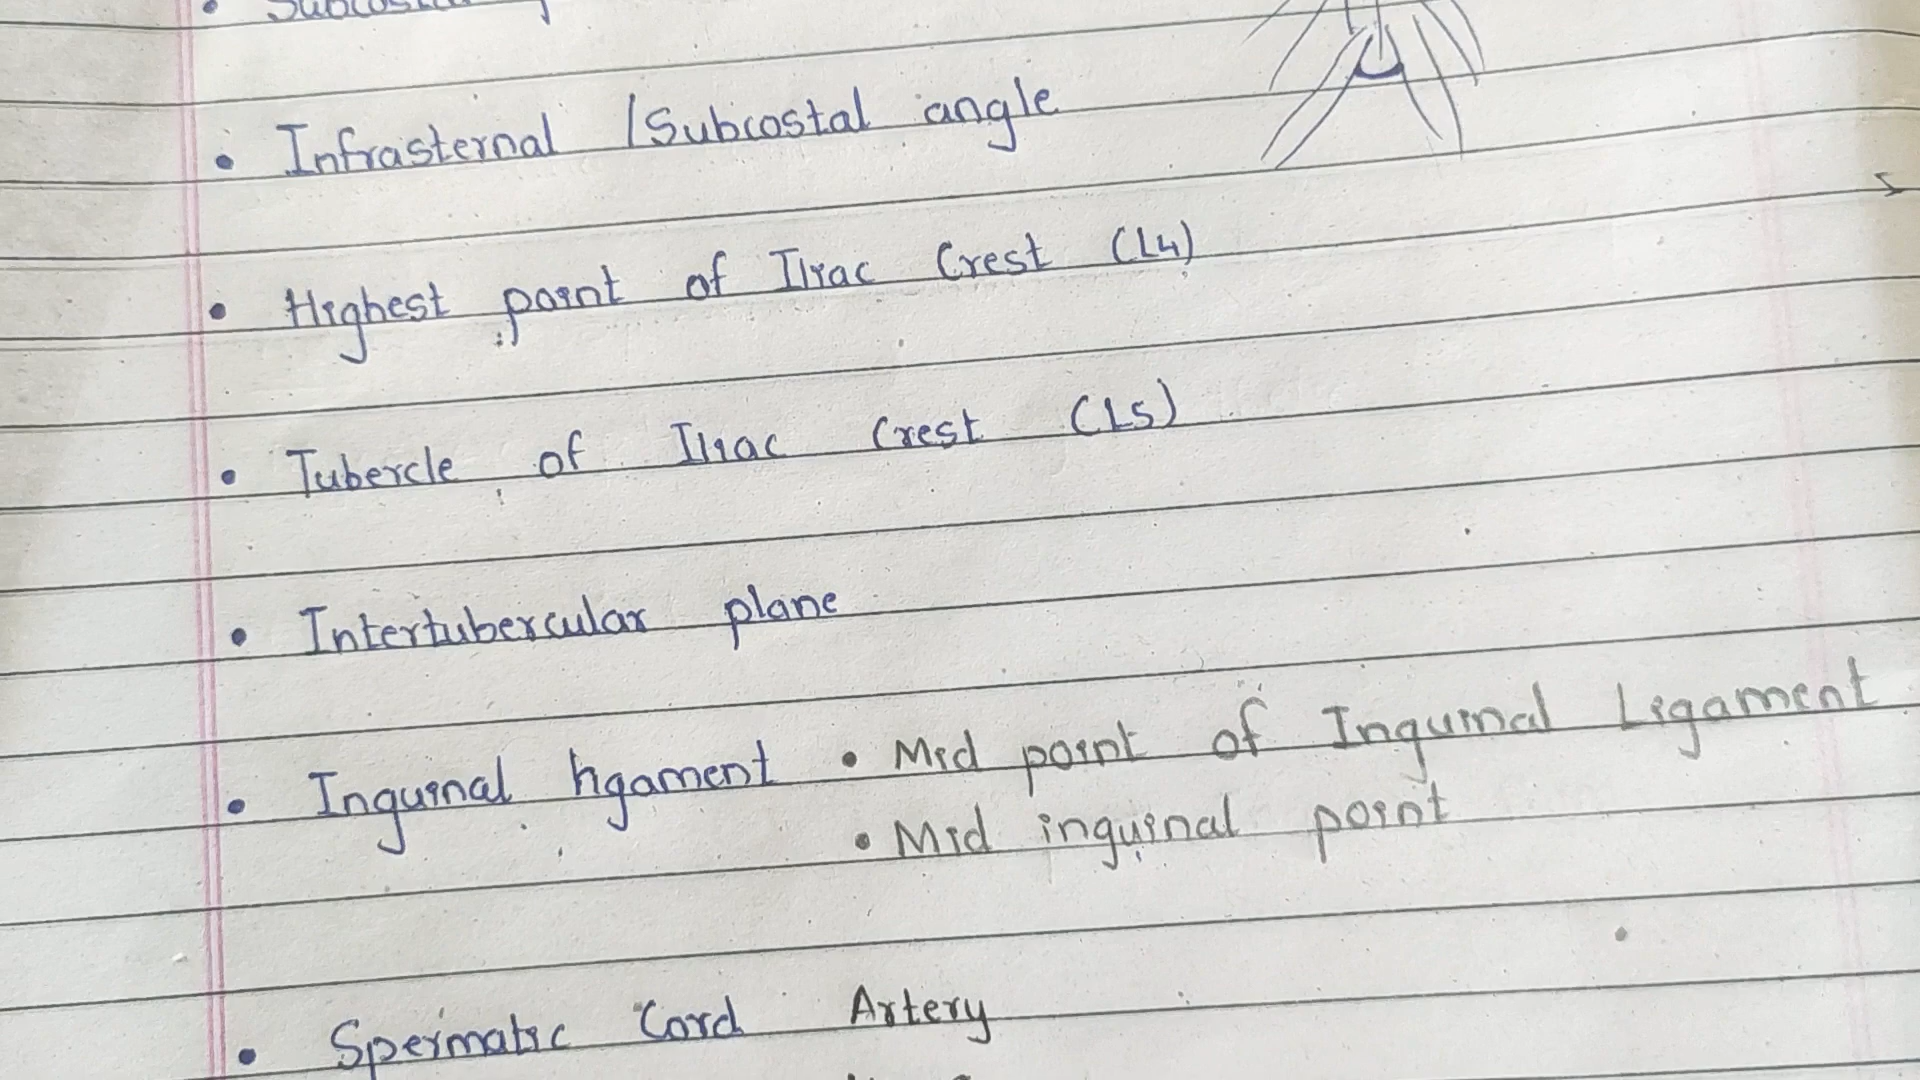 • Infrasternal /Subcostal angle
• Highest point of Iliac Crest (L4)
• Tubercle of Iliac Crest (L5)
• Intertubercular plane
• Inguinal ligament • Mid point of Inguinal Ligament
• Mid inguinal point
• Spermatic Cord Artery